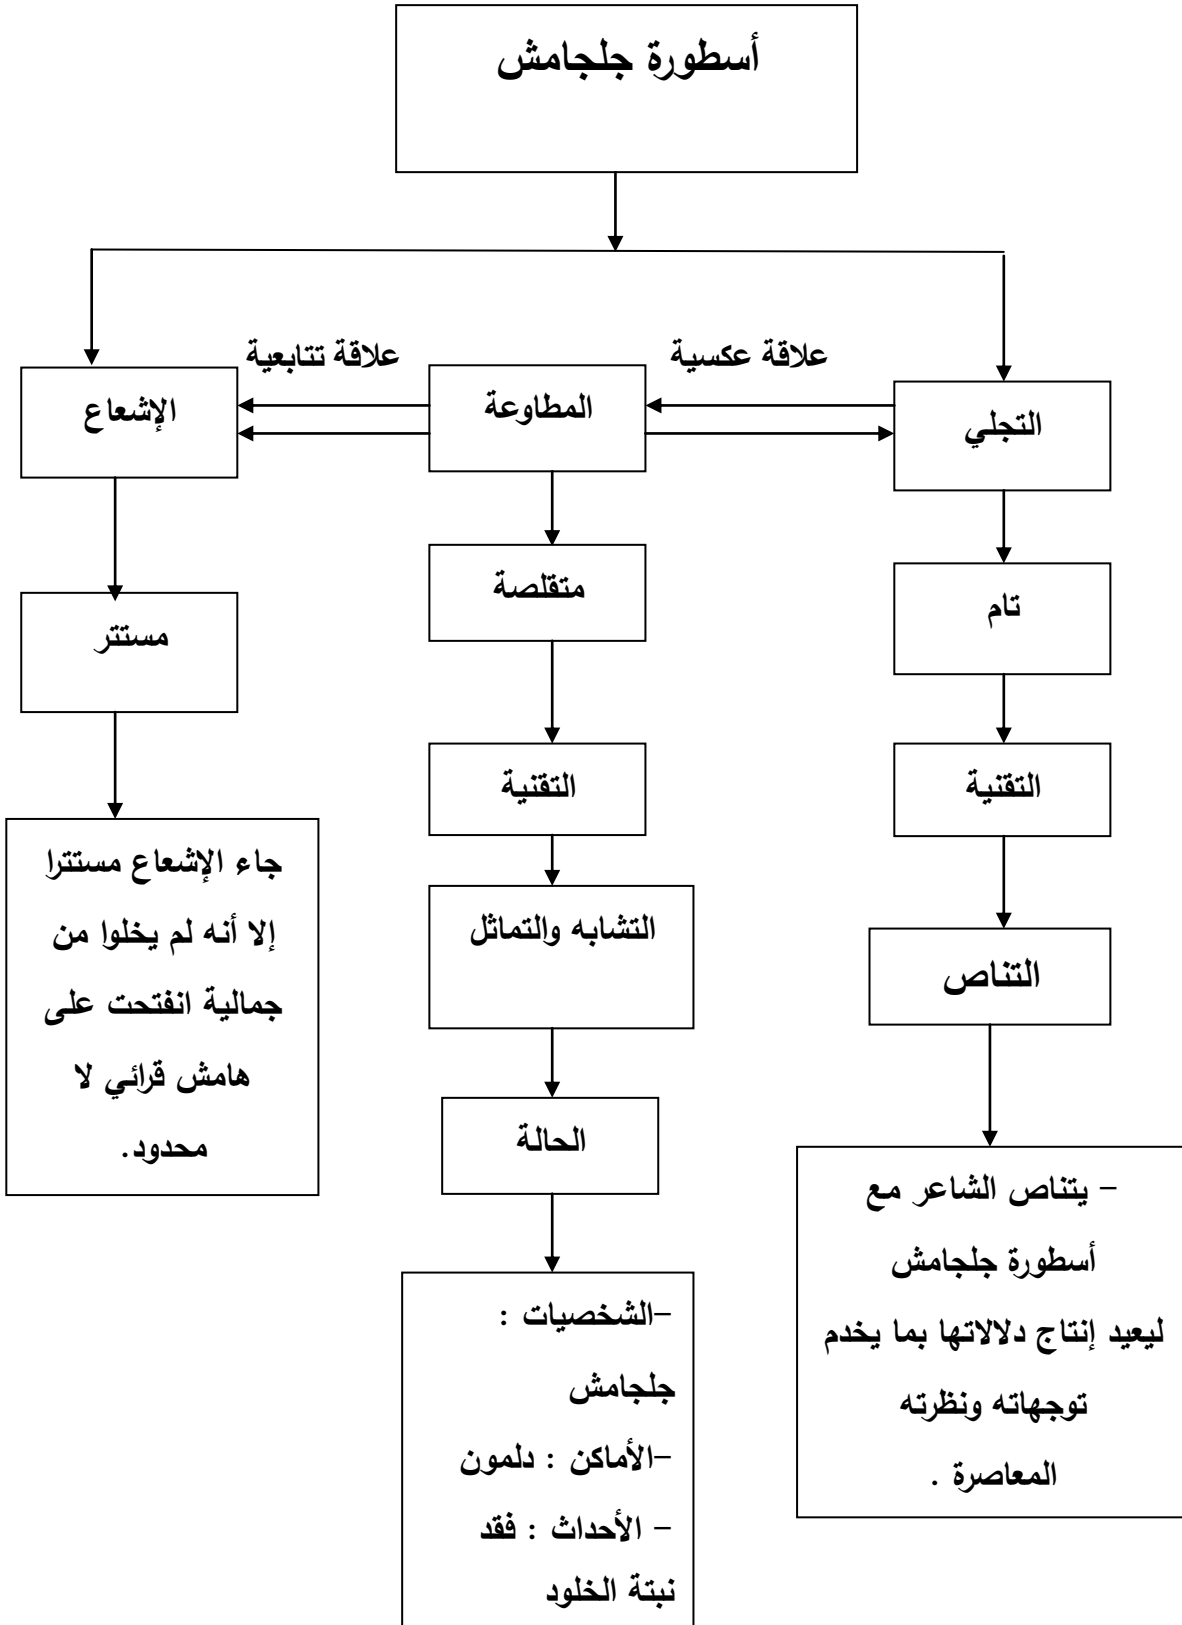 أسطورة جلجامش
علاقة عكسية
علاقة تتابعية
التجلي
المطاوعة
الإشعاع
تام
متقلصة
مستتر
التقنية
التقنية
التناص
التشابه والتماثل
الحالة
– يتناص الشاعر مع
أسطورة جلجامش
ليعيد إنتاج دلالاتها بما يخدم
توجهاته ونظرته
المعاصرة .
–الشخصيات :
جلجامش
–الأماكن : دلمون
– الأحداث : فقد
نبتة الخلود
جاء الإشعاع مستترا
إلا أنه لم يخلوا من
جمالية انفتحت على
هامش قرائي لا
محدود.